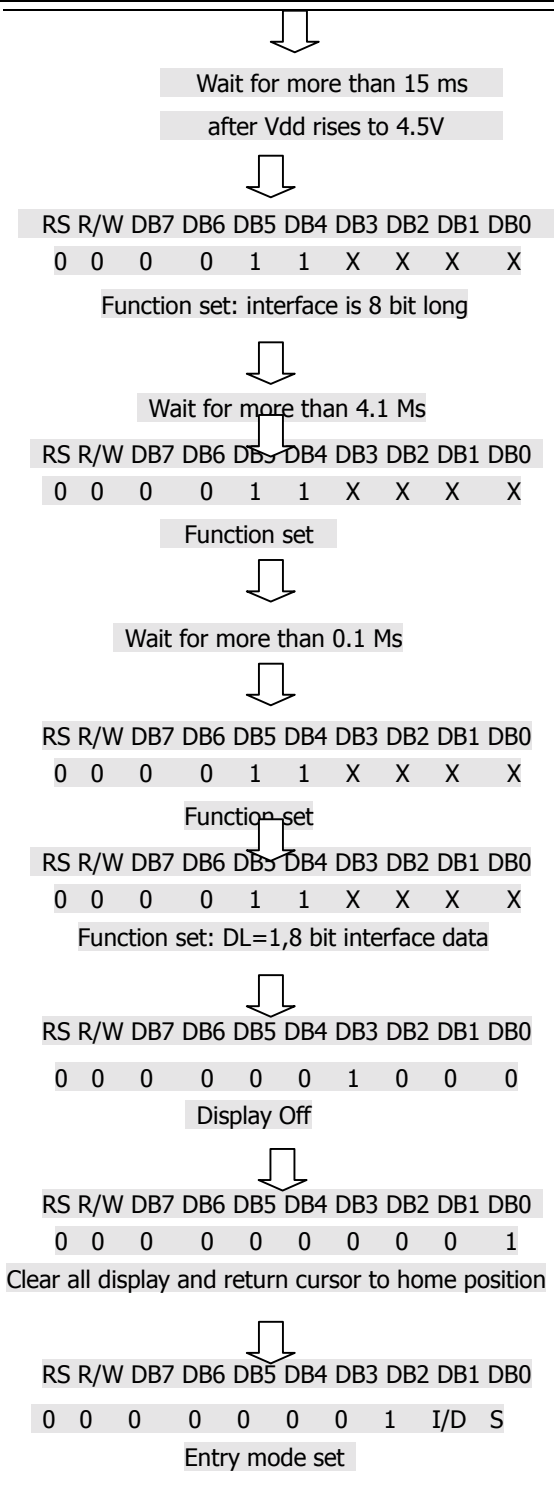 Wait for more than 15 ms
after Vdd rises to 4.5V
RS R/W DB7 DB6 DB5 DB4 DB3 DB2 DB1 DB0
0 0 0 0 1 1 X X X X
Function set: interface is 8 bit long
Wait for more than 4.1 Ms
RS R/W DB7 DB6 DB5 DB4 DB3 DB2 DB1 DB0
0 0 0 0 1 1 X X X X
Function set
Wait for more than 0.1 Ms
RS R/W DB7 DB6 DB5 DB4 DB3 DB2 DB1 DB0
0 0 0 0 1 1 X X X X
Function set
RS R/W DB7 DB6 DB5 DB4 DB3 DB2 DB1 DB0
0 0 0 0 1 1 X X X X
Function set: DL=1,8 bit interface data
RS R/W DB7 DB6 DB5 DB4 DB3 DB2 DB1 DB0
0 0 0 0 0 0 1 0 0 0
Display Off
RS R/W DB7 DB6 DB5 DB4 DB3 DB2 DB1 DB0
0 0 0 0 0 0 0 0 0 1
Clear all display and return cursor to home position
RS R/W DB7 DB6 DB5 DB4 DB3 DB2 DB1 DB0
0 0 0 0 0 0 0 1 I/D S
Entry mode set